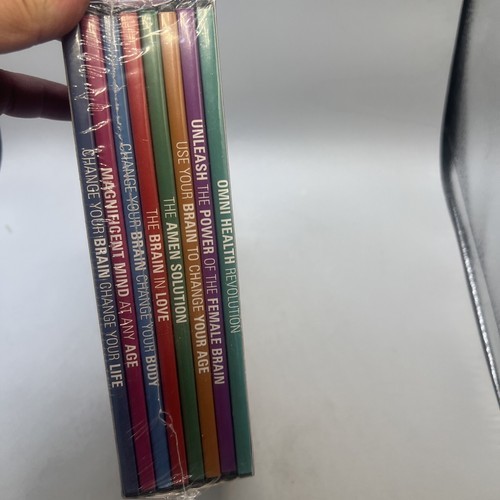 CHANGE YOUR BRAIN CHANGE YOUR LIFE
MAGNIFICENT MIND AT ANY AGE
CHANGE YOUR BRAIN CHANGE YOUR BODY
THE BRAIN IN LOVE
THE AMEN SOLUTION
USE YOUR BRAIN TO CHANGE YOUR AGE
UNLEASH THE POWER OF THE FEMALE BRAIN
OMNI HEALTH REVOLUTION